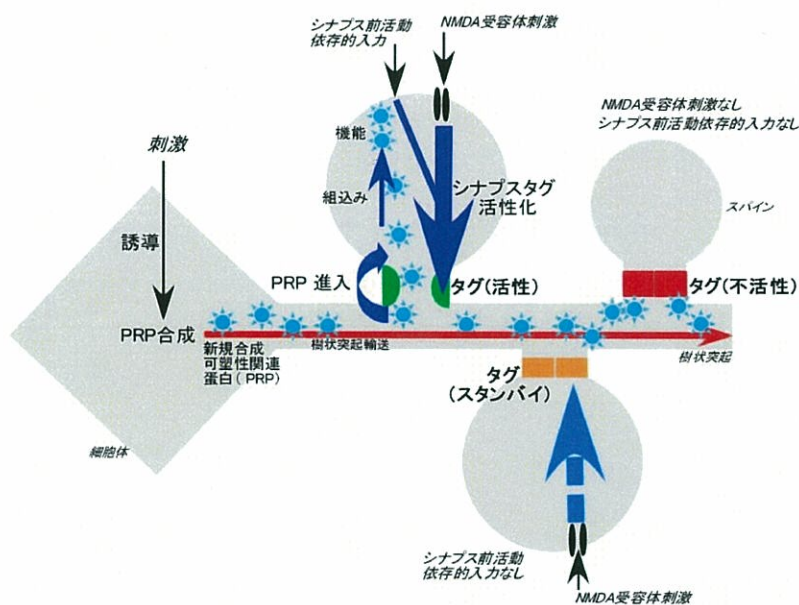 シナプス前活動
依存的入力
NMDA受容体刺激
NMDA受容体刺激なし
シナプス前活動依存的入力なし
刺激
機能
組込み
シナプスタグ
活性化
スパイン
誘導
PRP 進入
タグ(活性)
タグ(不活性)
PRP合成
新規合成
可塑性関連
蛋白(PRP)
樹状突起輸送
樹状突起
タグ
(スタンバイ)
細胞体
シナプス前活動
依存的入力なし
NMDA受容体刺激